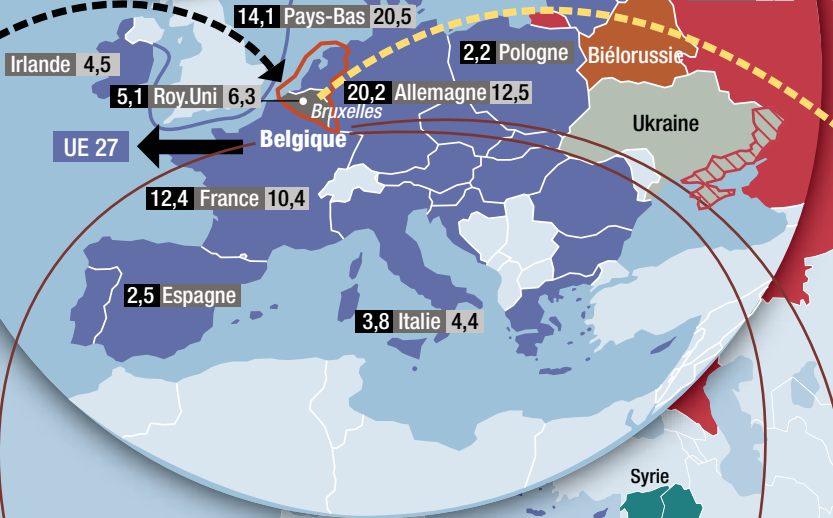 14,1 Pays-Bas 20,5
2,2 Pologne
Biélorussie
Irlande 4,5
5,1 Roy.Uni 6,3
20,2 Allemagne 12,5
Bruxelles
Ukraine
Belgique
UE 27
12,4 France 10,4
2,5 Espagne
3,8 Italie 4,4
Syrie